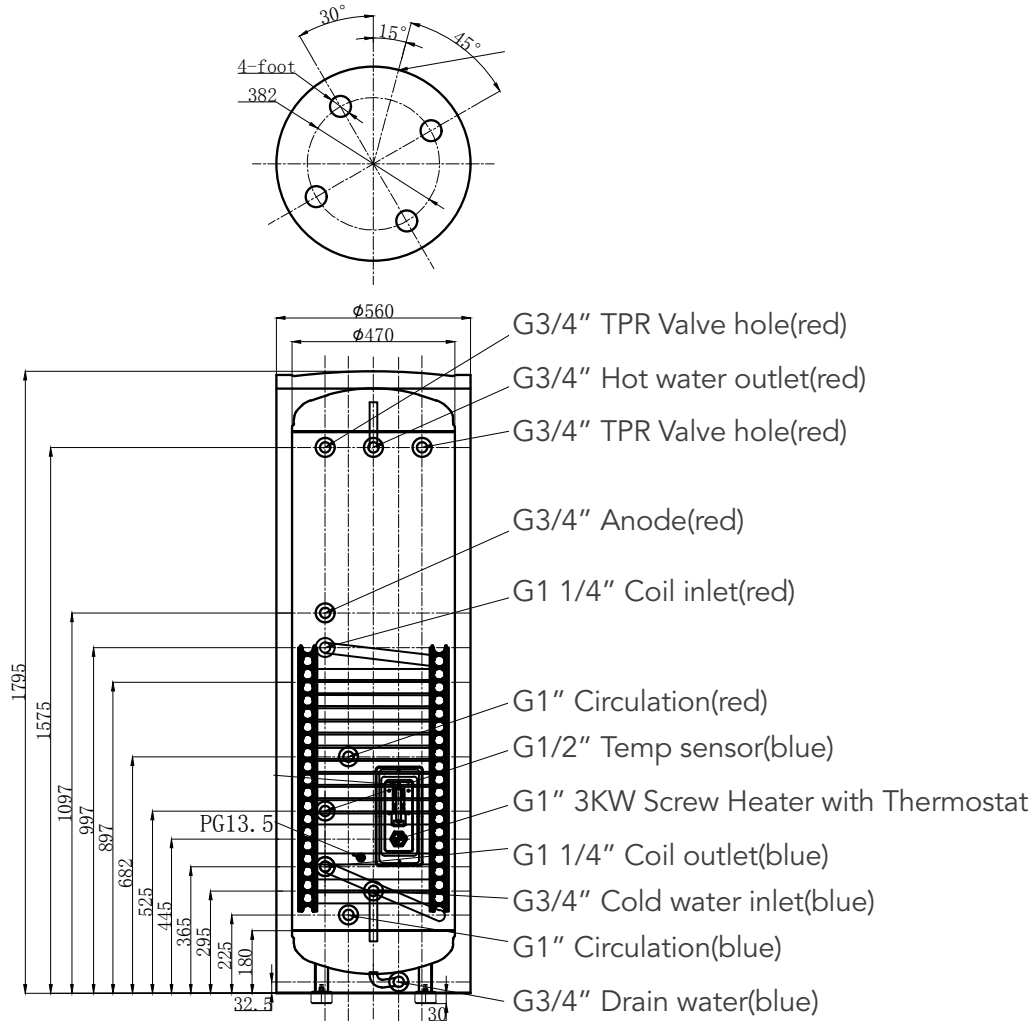 30°
15°
45°
4-foot
382
ϕ560
ϕ470
G3/4" TPR Valve hole(red)
G3/4" Hot water outlet(red)
G3/4" TPR Valve hole(red)
G3/4" Anode(red)
G1 1/4" Coil inlet(red)
G1" Circulation(red)
G1/2" Temp sensor(blue)
G1" 3KW Screw Heater with Thermostat
PG13.5
G1 1/4" Coil outlet(blue)
G3/4" Cold water inlet(blue)
G1" Circulation(blue)
G3/4" Drain water(blue)
1795
1575
1097
997
897
682
525
445
365
295
225
180
32.5
30